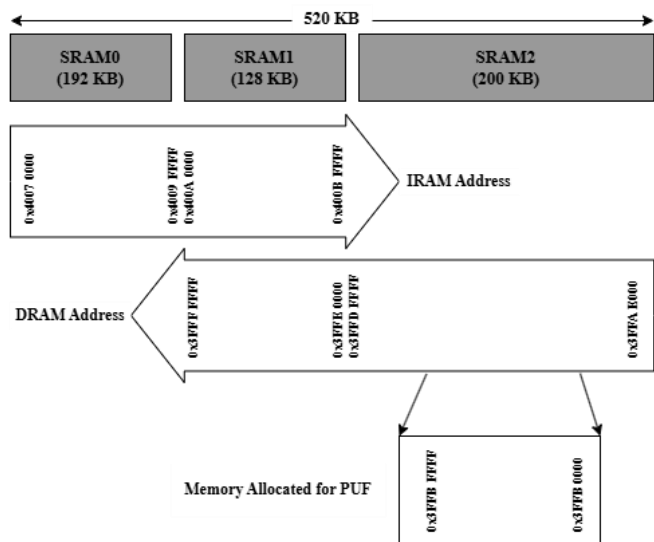 520 KB
SRAM0
(192 KB)
SRAM1
(128 KB)
SRAM2
(200 KB)
0x4007 0000
0x4009 FFFF
0x400A 0000
0x400B FFFF
IRAM Address
DRAM Address
0x3FFF FFFF
0x3FFE 0000
0x3FFD FFFF
0x3FFA E000
Memory Allocated for PUF
0x3FFB FFFF
0x3FFB 0000